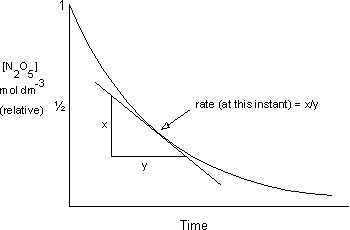 1
[N₂O₅]
mol dm⁻³
(relative)
½
rate (at this instant) = x/y
x
y
Time